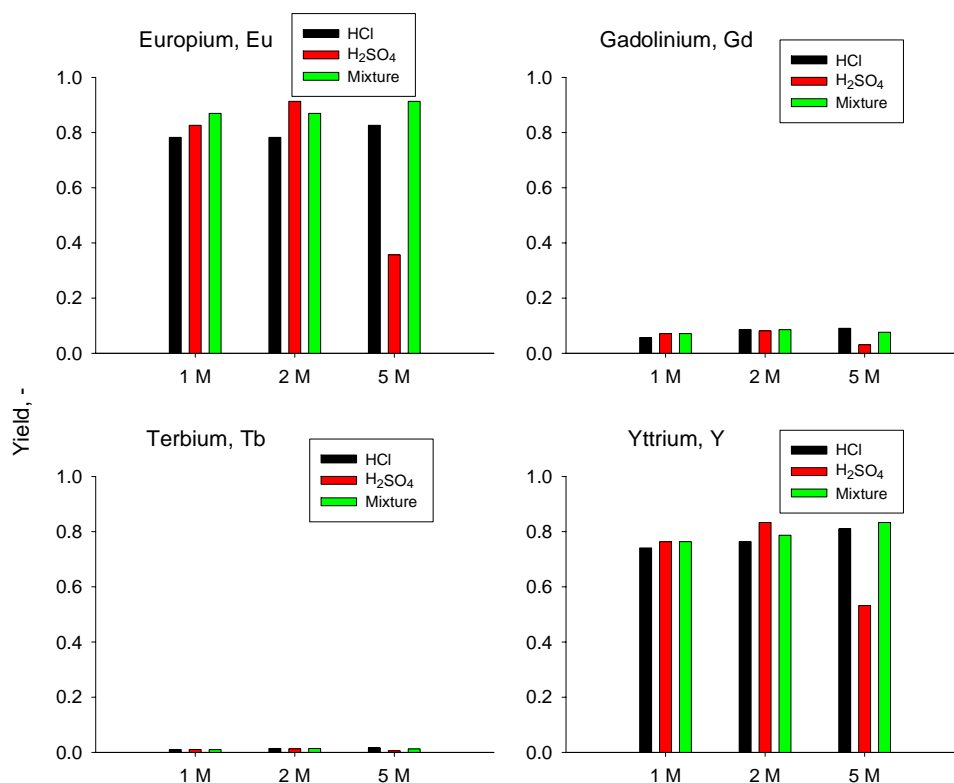 Europium, Eu
HCl
H2SO4
Mixture
1.0
0.8
0.6
0.4
0.2
0.0
1 M
2 M
5 M
Gadolinium, Gd
HCl
H2SO4
Mixture
1.0
0.8
0.6
0.4
0.2
0.0
1 M
2 M
5 M
Yield, -
Terbium, Tb
HCl
H2SO4
Mixture
1.0
0.8
0.6
0.4
0.2
0.0
1 M
2 M
5 M
Yttrium, Y
HCl
H2SO4
Mixture
1.0
0.8
0.6
0.4
0.2
0.0
1 M
2 M
5 M